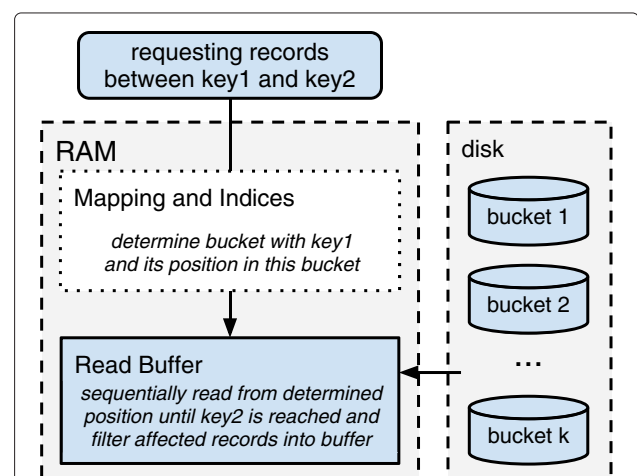 requesting records
between key1 and key2
RAM
Mapping and Indices
determine bucket with key1
and its position in this bucket
Read Buffer
sequentially read from determined
position until key2 is reached and
filter affected records into buffer
disk
bucket 1
bucket 2
...
bucket k